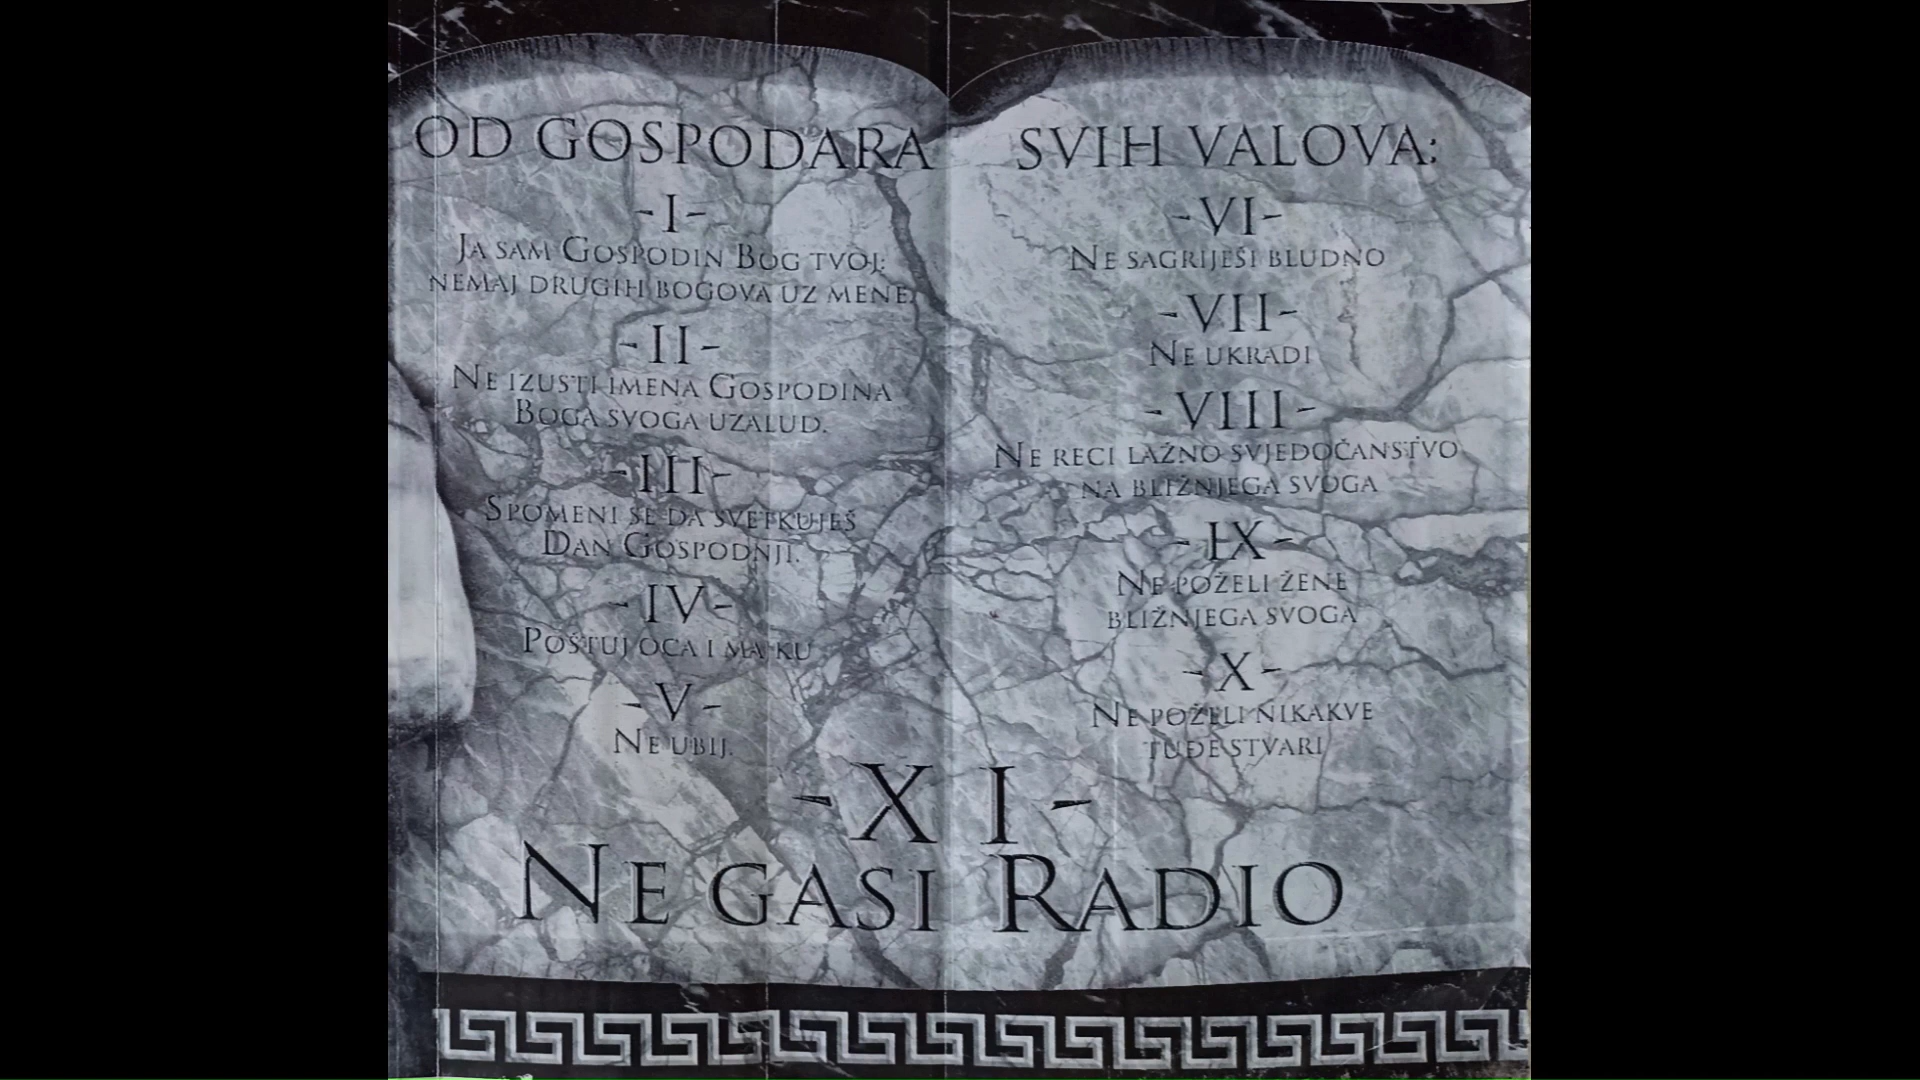 OD GOSPODARA SVIH VALOVA:
-I-
JA SAM GOSPODIN BOG TVOJ:
NEMAJ DRUGIH BOGOVA UZ MENE.
-II-
NE IZUSTI IMENA GOSPODINA
BOGA SVOGA UZALUD.
-III-
SPOMENI SE DA SVETKUJEŠ
DAN GOSPODNJI.
-IV-
POŠTUJ OCA I MAJKU
-V-
NE UBIJ.
-VI-
NE SAGRIJEŠI BLUDNO
-VII-
NE UKRADI
-VIII-
NE RECI LAŽNO SVJEDOČANSTVO
NA BLIŽNJEGA SVOGA
-IX-
NE POŽELI ŽENE
BLIŽNJEGA SVOGA
-X-
NE POŽELI NIKAKVE
TUĐE STVARI
-XI-
NE GASI RADIO